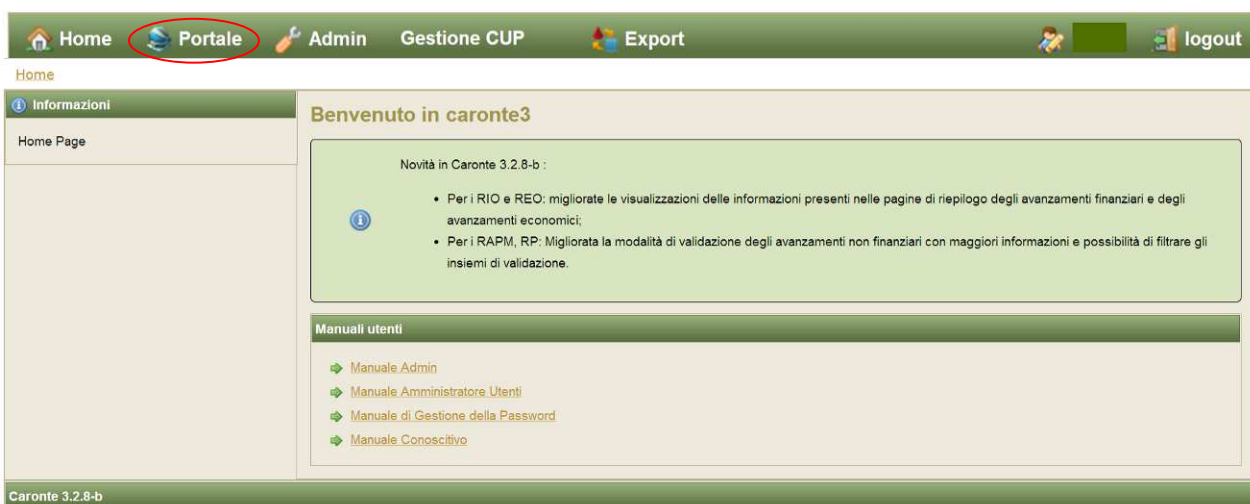 Home Portale Admin Gestione CUP Export logout
Home
Informazioni
Home Page
Benvenuto in caronte3
Novità in Caronte 3.2.8-b :
• Per i RIO e REO: migliorate le visualizzazioni delle informazioni presenti nelle pagine di riepilogo degli avanzamenti finanziari e degli
avanzamenti economici;
• Per i RAPM, RP: Migliorata la modalità di validazione degli avanzamenti non finanziari con maggiori informazioni e possibilità di filtrare gli
insiemi di validazione.
Manuali utenti
Manuale Admin
Manuale Amministratore Utenti
Manuale di Gestione della Password
Manuale Conoscitivo
Caronte 3.2.8-b